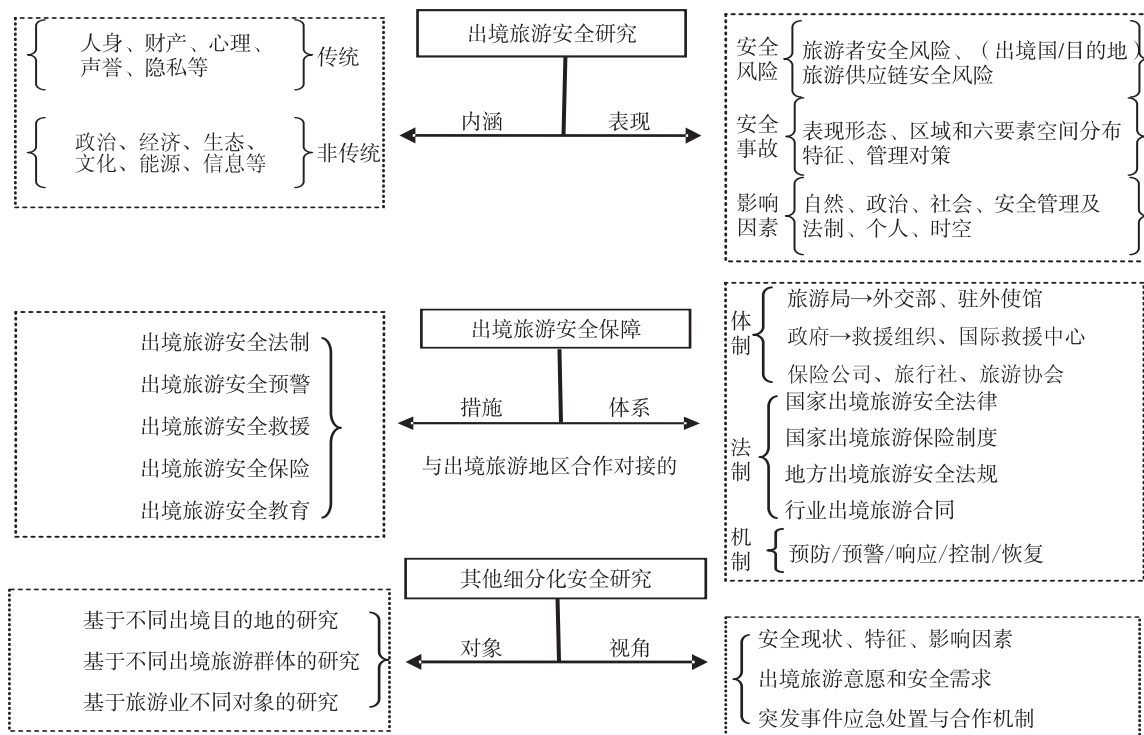 出境旅游安全研究
内涵
表现
人身、财产、心理、
声誉、隐私等
传统
政治、经济、生态、
文化、能源、信息等
非传统
安全
风险
旅游者安全风险、（出境国/目的地）
旅游供应链安全风险
安全
事故
表现形态、区域和六要素空间分布
特征、管理对策
影响
因素
自然、政治、社会、安全管理及
法制、个人、时空
出境旅游安全保障
措施
体系
与出境旅游地区合作对接的
出境旅游安全法制
出境旅游安全预警
出境旅游安全救援
出境旅游安全保险
出境旅游安全教育
体
制
旅游局→外交部、驻外使馆
政府→救援组织、国际救援中心
保险公司、旅行社、旅游协会
法
制
国家出境旅游安全法律
国家出境旅游保险制度
地方出境旅游安全法规
行业出境旅游合同
机
制
预防/预警/响应/控制/恢复
其他细分化安全研究
对象
视角
基于不同出境目的地的研究
基于不同出境旅游群体的研究
基于旅游业不同对象的研究
安全现状、特征、影响因素
出境旅游意愿和安全需求
突发事件应急处置与合作机制